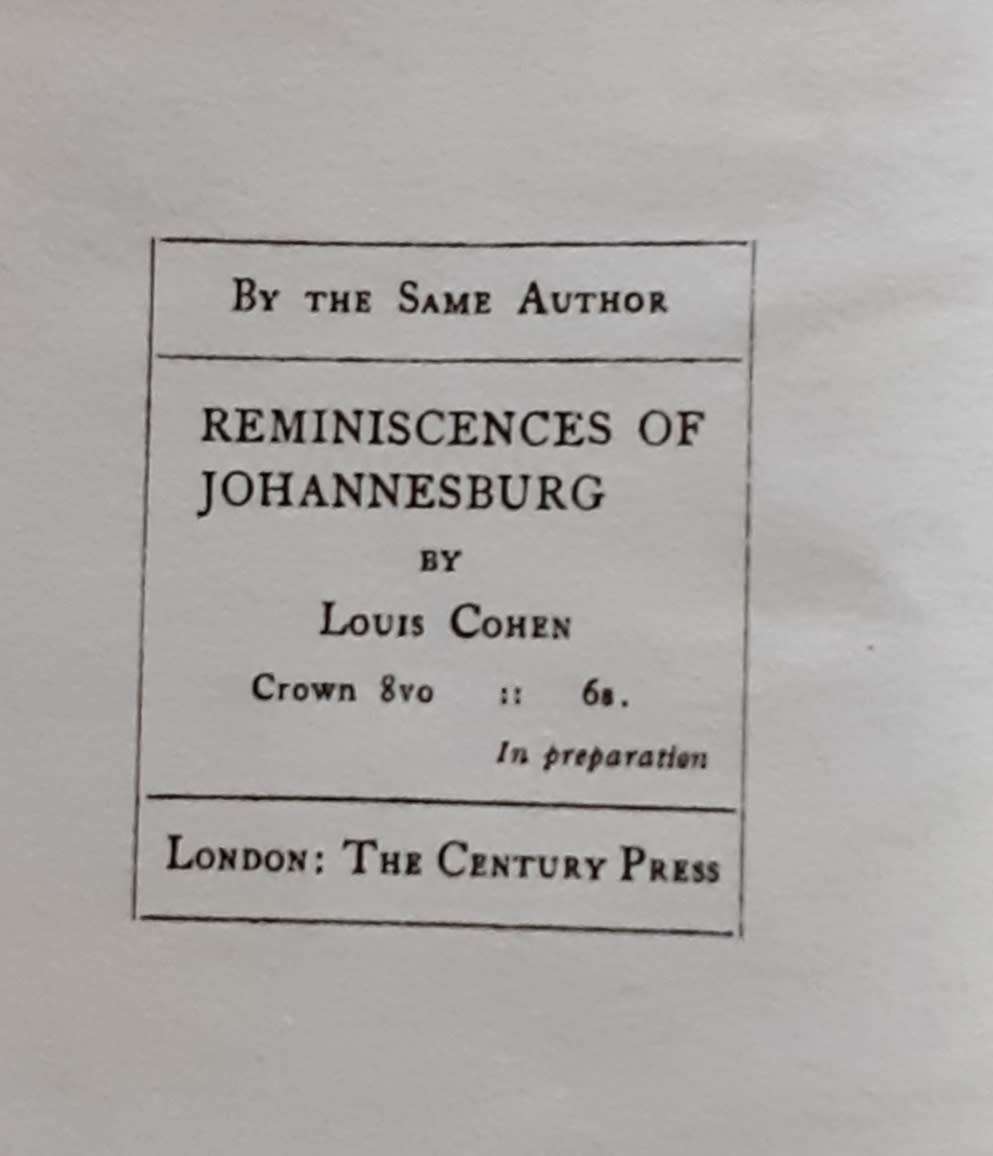 By the Same Author
REMINISCENCES OF
JOHANNESBURG
BY
Louis Cohen
Crown 8vo :: 6s.
In preparation
London: The Century Press